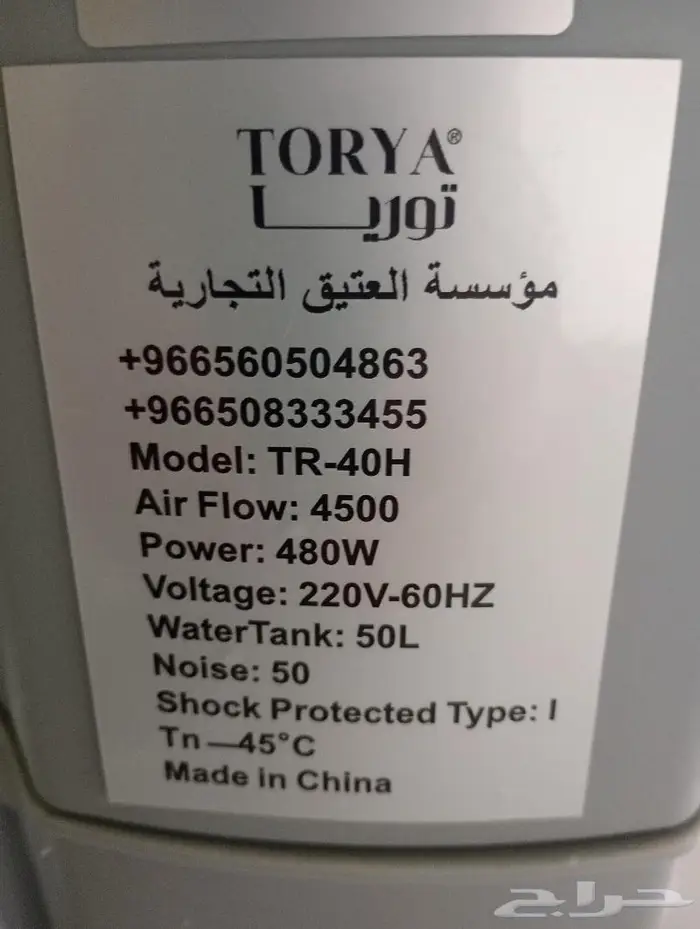 TORYA®
توريا
مؤسسة العتيق التجارية
+966560504863
+966508333455
Model: TR-40H
Air Flow: 4500
Power: 480W
Voltage: 220V-60HZ
WaterTank: 50L
Noise: 50
Shock Protected Type: I
Tn—45°C
Made in China
حراج